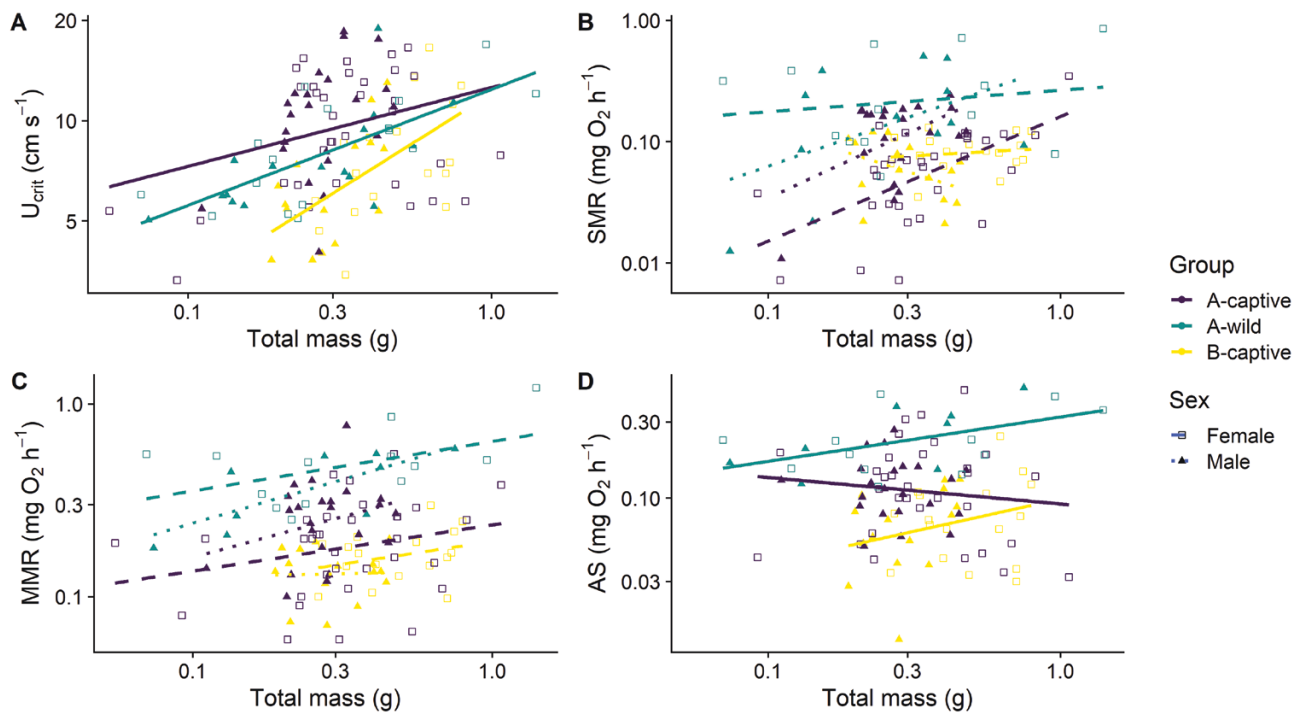 A
20
10
5
U_crit (cm s⁻¹)
0.1 0.3 1.0
Total mass (g)
B
1.00
0.10
0.01
SMR (mg O₂ h⁻¹)
0.1 0.3 1.0
Total mass (g)
C
1.0
0.3
0.1
MMR (mg O₂ h⁻¹)
0.1 0.3 1.0
Total mass (g)
D
0.30
0.10
0.03
AS (mg O₂ h⁻¹)
0.1 0.3 1.0
Total mass (g)
Group
A-captive
A-wild
B-captive
Sex
Female
Male